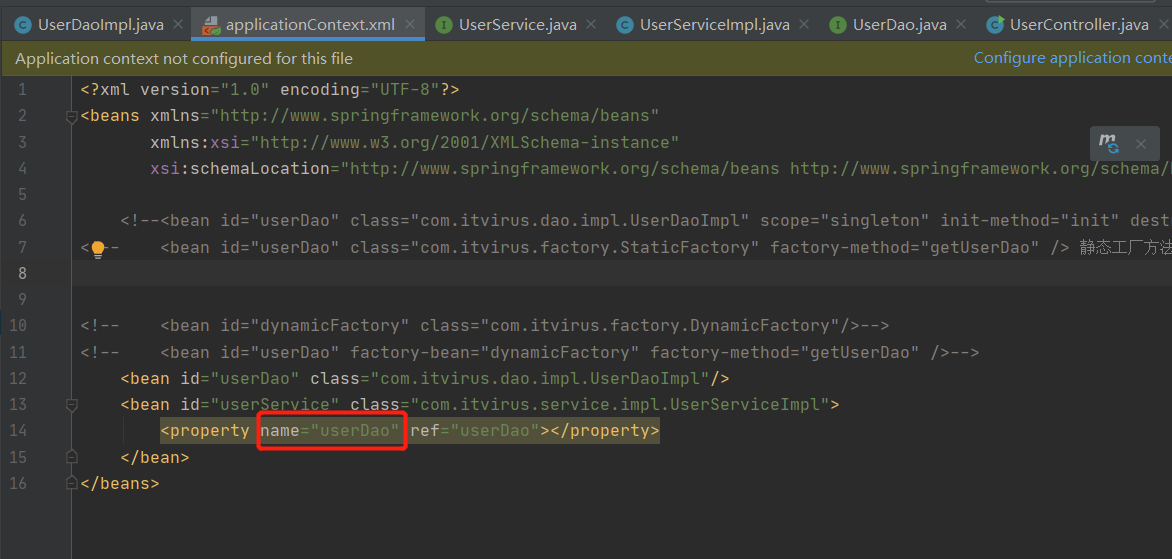 UserDaoImpl.java applicationContext.xml UserService.java UserServiceImpl.java UserDao.java UserController.java
Application context not configured for this file Configure application conte
1 <?xml version="1.0" encoding="UTF-8"?>
2 <beans xmlns="http://www.springframework.org/schema/beans"
3 xmlns:xsi="http://www.w3.org/2001/XMLSchema-instance"
4 xsi:schemaLocation="http://www.springframework.org/schema/beans http://www.springframework.org/schema/
5
6 <!--<bean id="userDao" class="com.itvirus.dao.impl.UserDaoImpl" scope="singleton" init-method="init" dest
7 <!-- <bean id="userDao" class="com.itvirus.factory.StaticFactory" factory-method="getUserDao" /> 静态工厂方法
8
9
10 <!-- <bean id="dynamicFactory" class="com.itvirus.factory.DynamicFactory"/>-->
11 <!-- <bean id="userDao" factory-bean="dynamicFactory" factory-method="getUserDao" />-->
12 <bean id="userDao" class="com.itvirus.dao.impl.UserDaoImpl"/>
13 <bean id="userService" class="com.itvirus.service.impl.UserServiceImpl">
14 <property name="userDao" ref="userDao"></property>
15 </bean>
16 </beans>